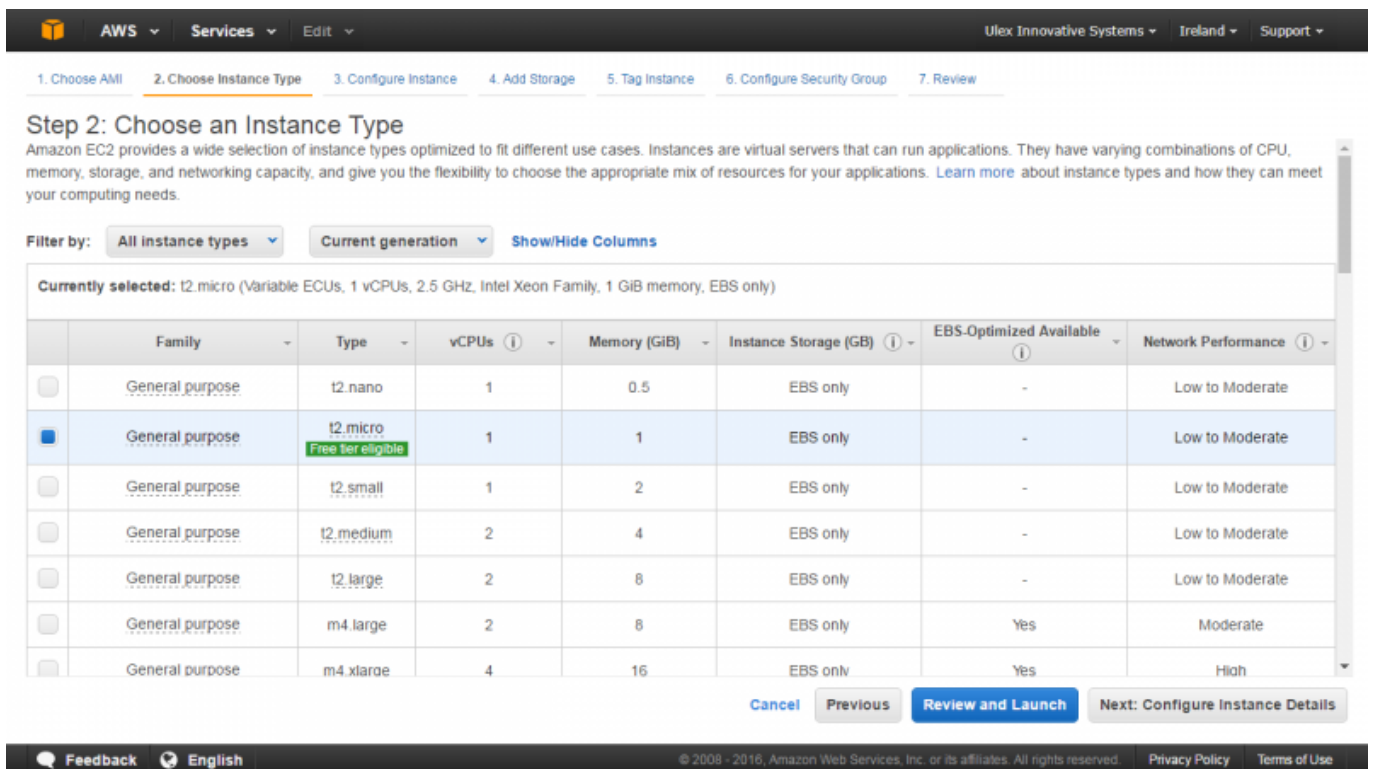 AWS Services Edit Ulex Innovative Systems Ireland Support
1. Choose AMI 2. Choose Instance Type 3. Configure Instance 4. Add Storage 5. Tag Instance 6. Configure Security Group 7. Review
Step 2: Choose an Instance Type
Amazon EC2 provides a wide selection of instance types optimized to fit different use cases. Instances are virtual servers that can run applications. They have varying combinations of CPU,
memory, storage, and networking capacity, and give you the flexibility to choose the appropriate mix of resources for your applications. Learn more about instance types and how they can meet
your computing needs.
Filter by: All instance types Current generation Show/Hide Columns
Currently selected: t2.micro (Variable ECUs, 1 vCPUs, 2.5 GHz, Intel Xeon Family, 1 GiB memory, EBS only)
Family Type vCPUs Memory (GiB) Instance Storage (GB) EBS-Optimized Available Network Performance
General purpose t2.nano 1 0.5 EBS only - Low to Moderate
General purpose t2.micro 1 1 EBS only - Low to Moderate
Free tier eligible
General purpose t2.small 1 2 EBS only - Low to Moderate
General purpose t2.medium 2 4 EBS only - Low to Moderate
General purpose t2.large 2 8 EBS only - Low to Moderate
General purpose m4.large 2 8 EBS only Yes Moderate
General purpose m4.xlarge 4 16 EBS only Yes High
Cancel Previous Review and Launch Next: Configure Instance Details
Feedback English © 2008 - 2016, Amazon Web Services, Inc. or its affiliates. All rights reserved. Privacy Policy Terms of Use